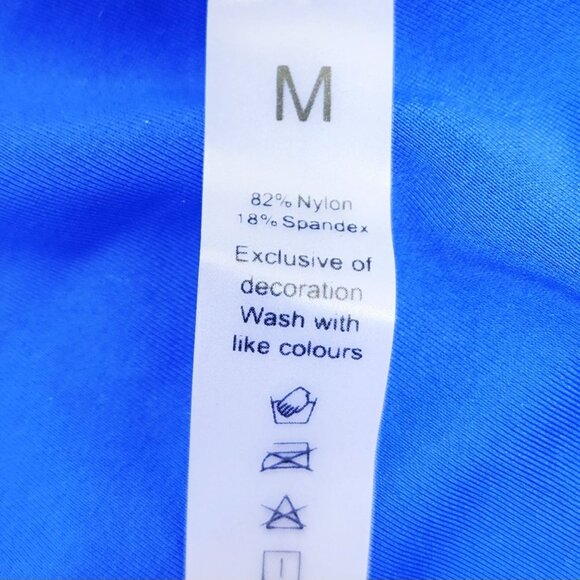 M
82% Nylon
18% Spandex
Exclusive of
decoration
Wash with
like colours